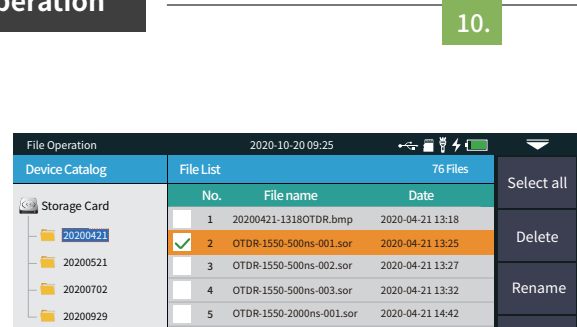 peration
10.
File Operation 2020-10-20 09:25
Device Catalog File List 76 Files
Select all
No. File name Date
Storage Card
1 20200421-1318OTDR.bmp 2020-04-21 13:18
20200421 2 OTDR-1550-500ns-001.sor 2020-04-21 13:25 Delete
20200521 3 OTDR-1550-500ns-002.sor 2020-04-21 13:27
20200702 4 OTDR-1550-500ns-003.sor 2020-04-21 13:32 Rename
20200929 5 OTDR-1550-2000ns-001.sor 2020-04-21 14:42